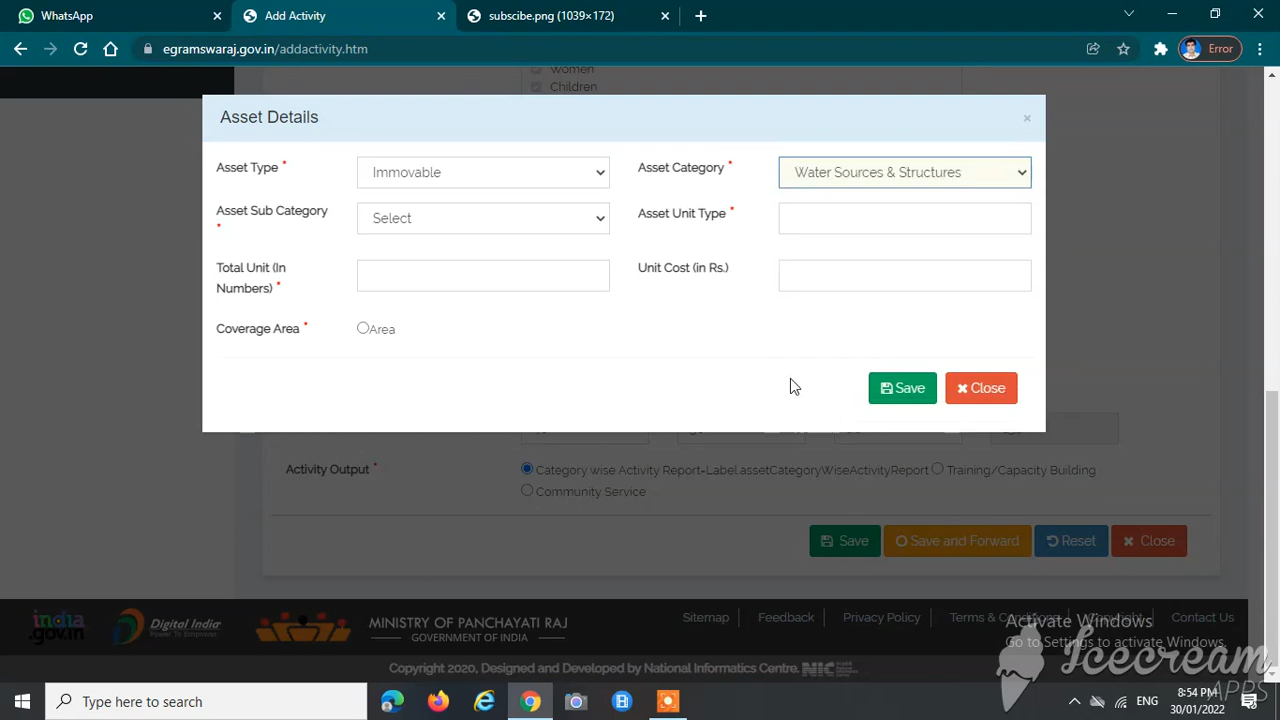 WhatsApp
Add Activity
subscibe.png (1039×172)
egramswaraj.gov.in/addactivity.htm
Error
Women
Children
Asset Details
Asset Type *
Immovable
Asset Category *
Water Sources & Structures
Asset Sub Category *
Select
Asset Unit Type *
Total Unit (In
Numbers) *
Unit Cost (in Rs.)
Coverage Area *
Area
Save
Close
Activity Output *
Category wise Activity Report=Label.assetCategoryWiseActivityReport
Training/Capacity Building
Community Service
Save
Save and Forward
Reset
Close
india
.gov.in
Digital India
Power To Empower
MINISTRY OF PANCHAYATI RAJ
GOVERNMENT OF INDIA
Sitemap
Feedback
Privacy Policy
Terms & Conditions
Copyright
Contact Us
Activate Windows
Go to Settings to activate Windows.
Copyright 2020, Designed and Developed by National Informatics Centre.
NIC
Icecream
APPS
Type here to search
ENG
8:54 PM
30/01/2022